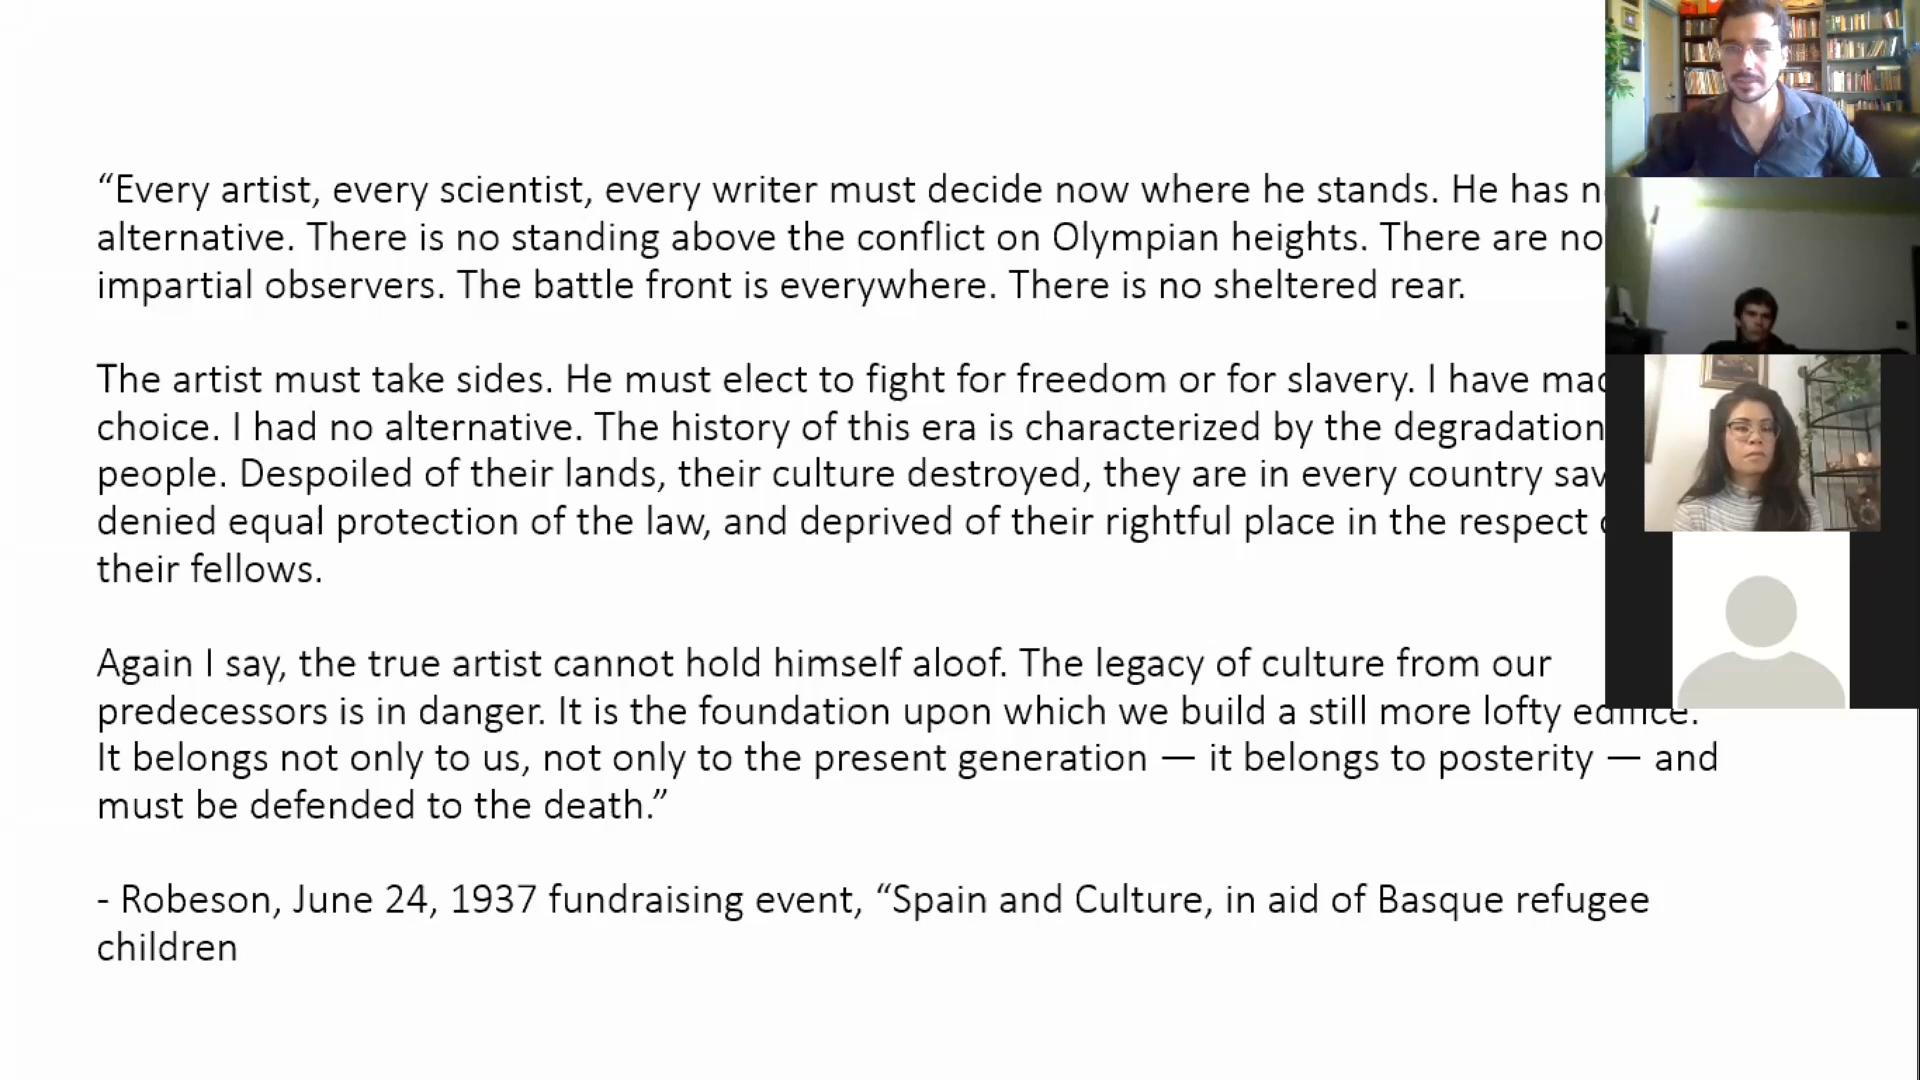 “Every artist, every scientist, every writer must decide now where he stands. He has
alternative. There is no standing above the conflict on Olympian heights. There are no
impartial observers. The battle front is everywhere. There is no sheltered rear.
The artist must take sides. He must elect to fight for freedom or for slavery. I have
choice. I had no alternative. The history of this era is characterized by the degradation
people. Despoiled of their lands, their culture destroyed, they are in every country
denied equal protection of the law, and deprived of their rightful place in the respect
their fellows.
Again I say, the true artist cannot hold himself aloof. The legacy of culture from our
predecessors is in danger. It is the foundation upon which we build a still more lofty edifice.
It belongs not only to us, not only to the present generation — it belongs to posterity — and
must be defended to the death.”
- Robeson, June 24, 1937 fundraising event, “Spain and Culture, in aid of Basque refugee
children